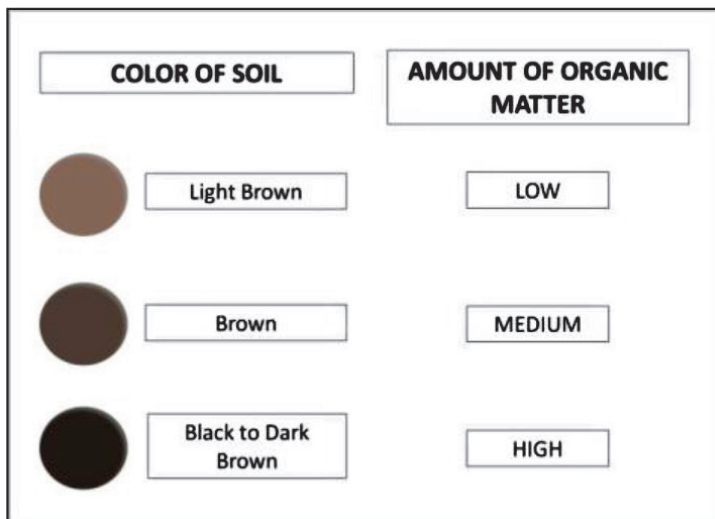 COLOR OF SOIL
AMOUNT OF ORGANIC
MATTER
Light Brown
LOW
Brown
MEDIUM
Black to Dark
Brown
HIGH